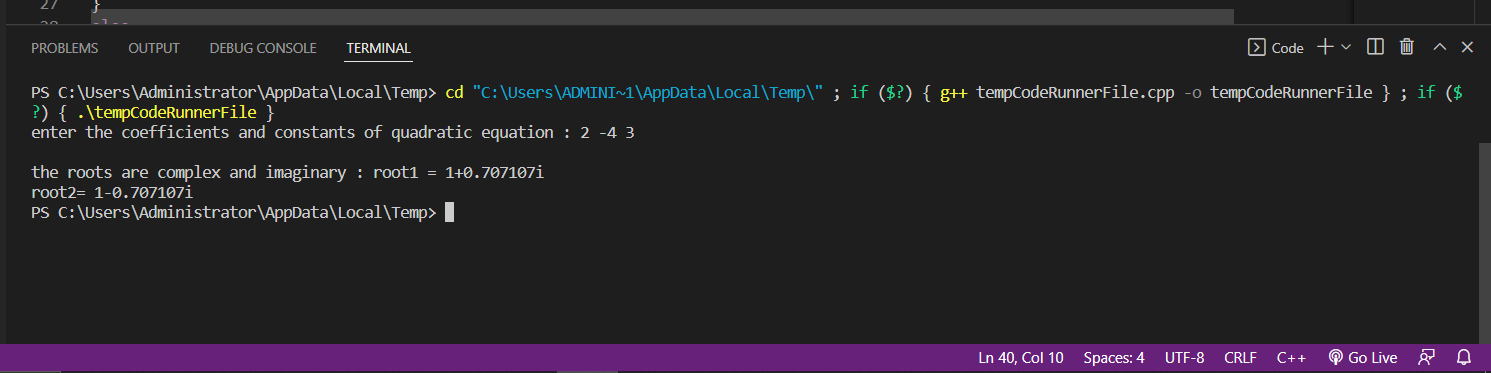 27 }
28 else
PROBLEMS OUTPUT DEBUG CONSOLE TERMINAL Code
PS C:\Users\Administrator\AppData\Local\Temp> cd "C:\Users\ADMINI~1\AppData\Local\Temp\" ; if ($?) { g++ tempCodeRunnerFile.cpp -o tempCodeRunnerFile } ; if ($
?) { .\tempCodeRunnerFile }
enter the coefficients and constants of quadratic equation : 2 -4 3
the roots are complex and imaginary : root1 = 1+0.707107i
root2= 1-0.707107i
PS C:\Users\Administrator\AppData\Local\Temp>
Ln 40, Col 10 Spaces: 4 UTF-8 CRLF C++ Go Live